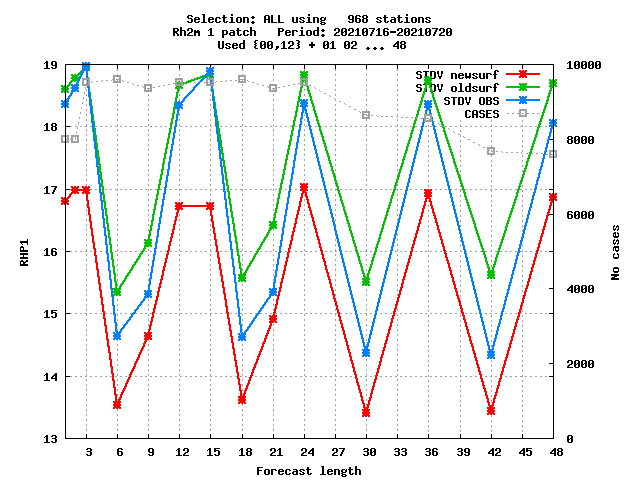 Selection: ALL using   968 stations
Rh2m 1 patch   Period: 20210716-20210720
Used {00,12} + 01 02 ... 48
STDV newsurf
STDV oldsurf
STDV OBS
CASES
19
18
17
16
15
14
13
10000
8000
6000
4000
2000
0
RHP1
No cases
3 6 9 12 15 18 21 24 27 30 33 36 39 42 45 48
Forecast length